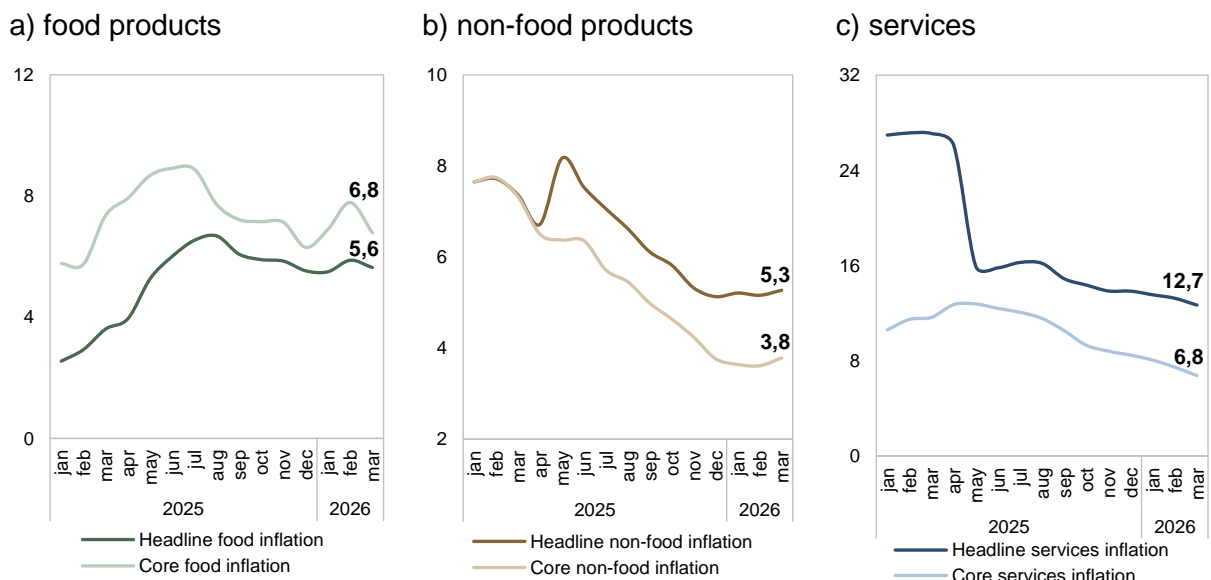 a) food products
12
8
4
0
6,8
5,6
jan
feb
mar
apr
may
jun
jul
aug
sep
oct
nov
dec
jan
feb
mar
2025
2026
Headline food inflation
Core food inflation
b) non-food products
10
8
6
4
2
5,3
3,8
jan
feb
mar
apr
may
jun
jul
aug
sep
oct
nov
dec
jan
feb
mar
2025
2026
Headline non-food inflation
Core non-food inflation
c) services
32
24
16
8
0
12,7
6,8
jan
feb
mar
apr
may
jun
jul
aug
sep
oct
nov
dec
jan
feb
mar
2025
2026
Headline services inflation
Core services inflation